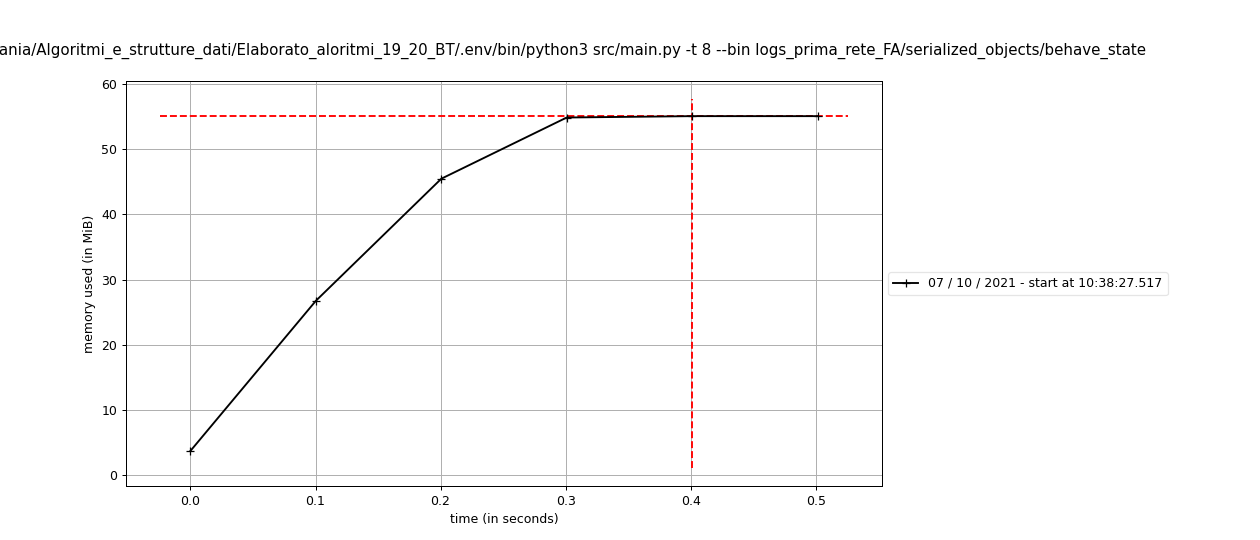 ania/Algoritmi_e_strutture_dati/Elaborato_aloritmi_19_20_BT/.env/bin/python3 src/main.py -t 8 --bin logs_prima_rete_FA/serialized_objects/behave_state
60
50
40
30
20
10
0
memory used (in MiB)
07 / 10 / 2021 - start at 10:38:27.517
0.0 0.1 0.2 0.3 0.4 0.5
time (in seconds)